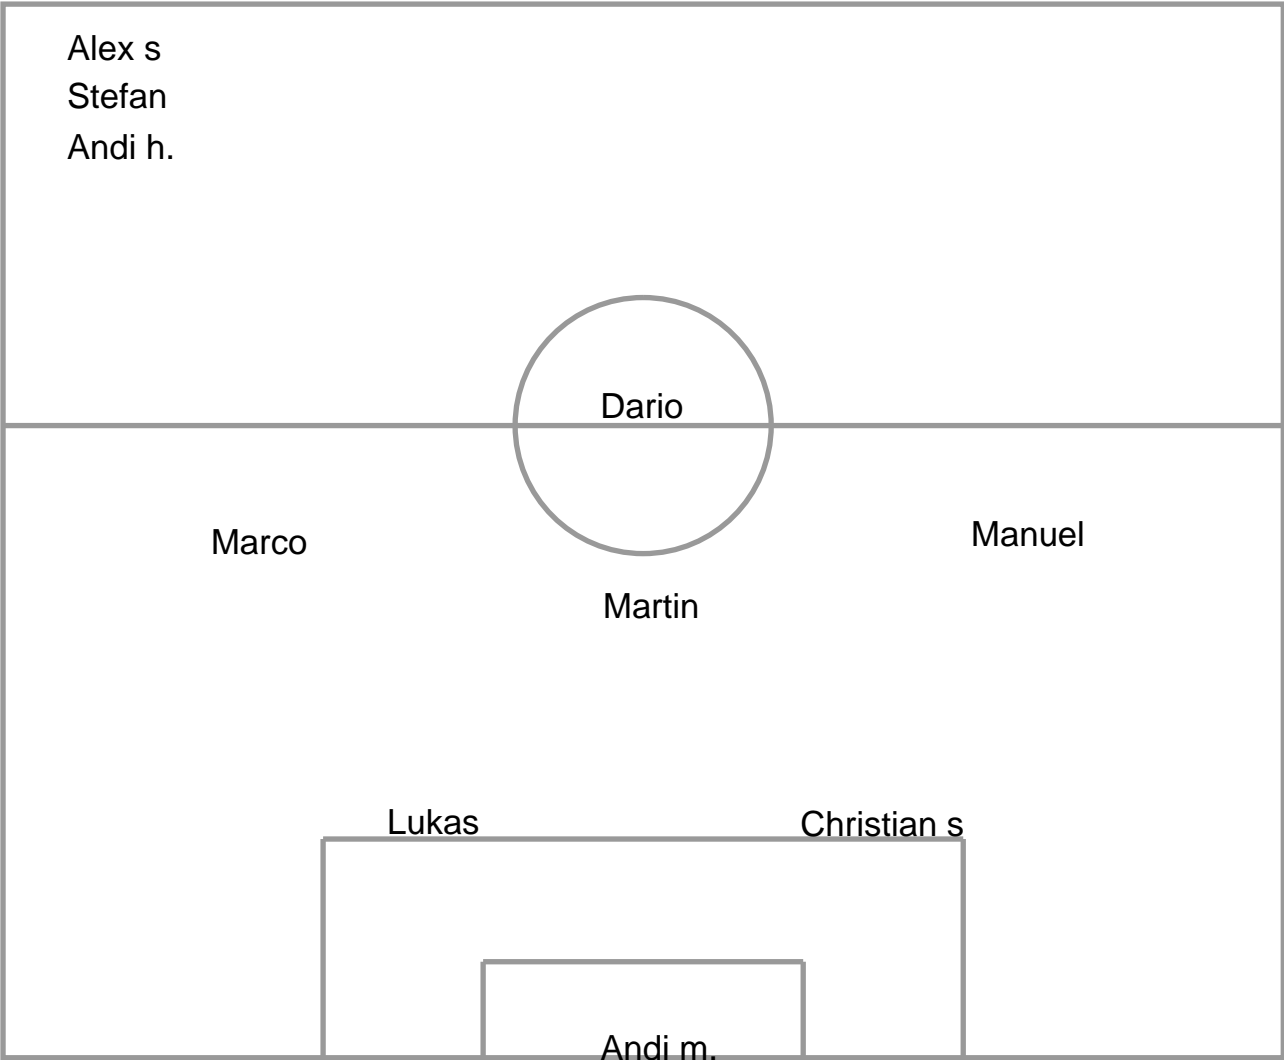 Alex s
Stefan
Andi h.
Dario
Marco
Manuel
Martin
Lukas
Christian s
Andi m.